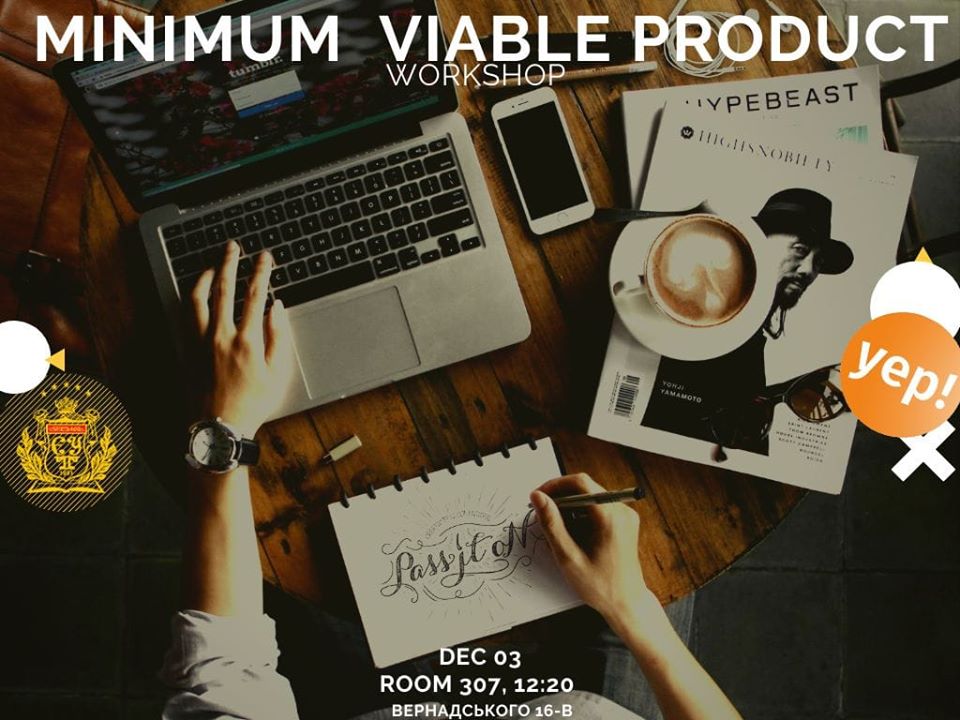 MINIMUM VIABLE PRODUCT
WORKSHOP
tumblr.
HYPEBEAST
HIGHSNOBIETY
YOHJI
YAMAMOTO
yep!
Pass it on
DEC 03
ROOM 307, 12:20
ВЕРНАДСЬКОГО 16-В